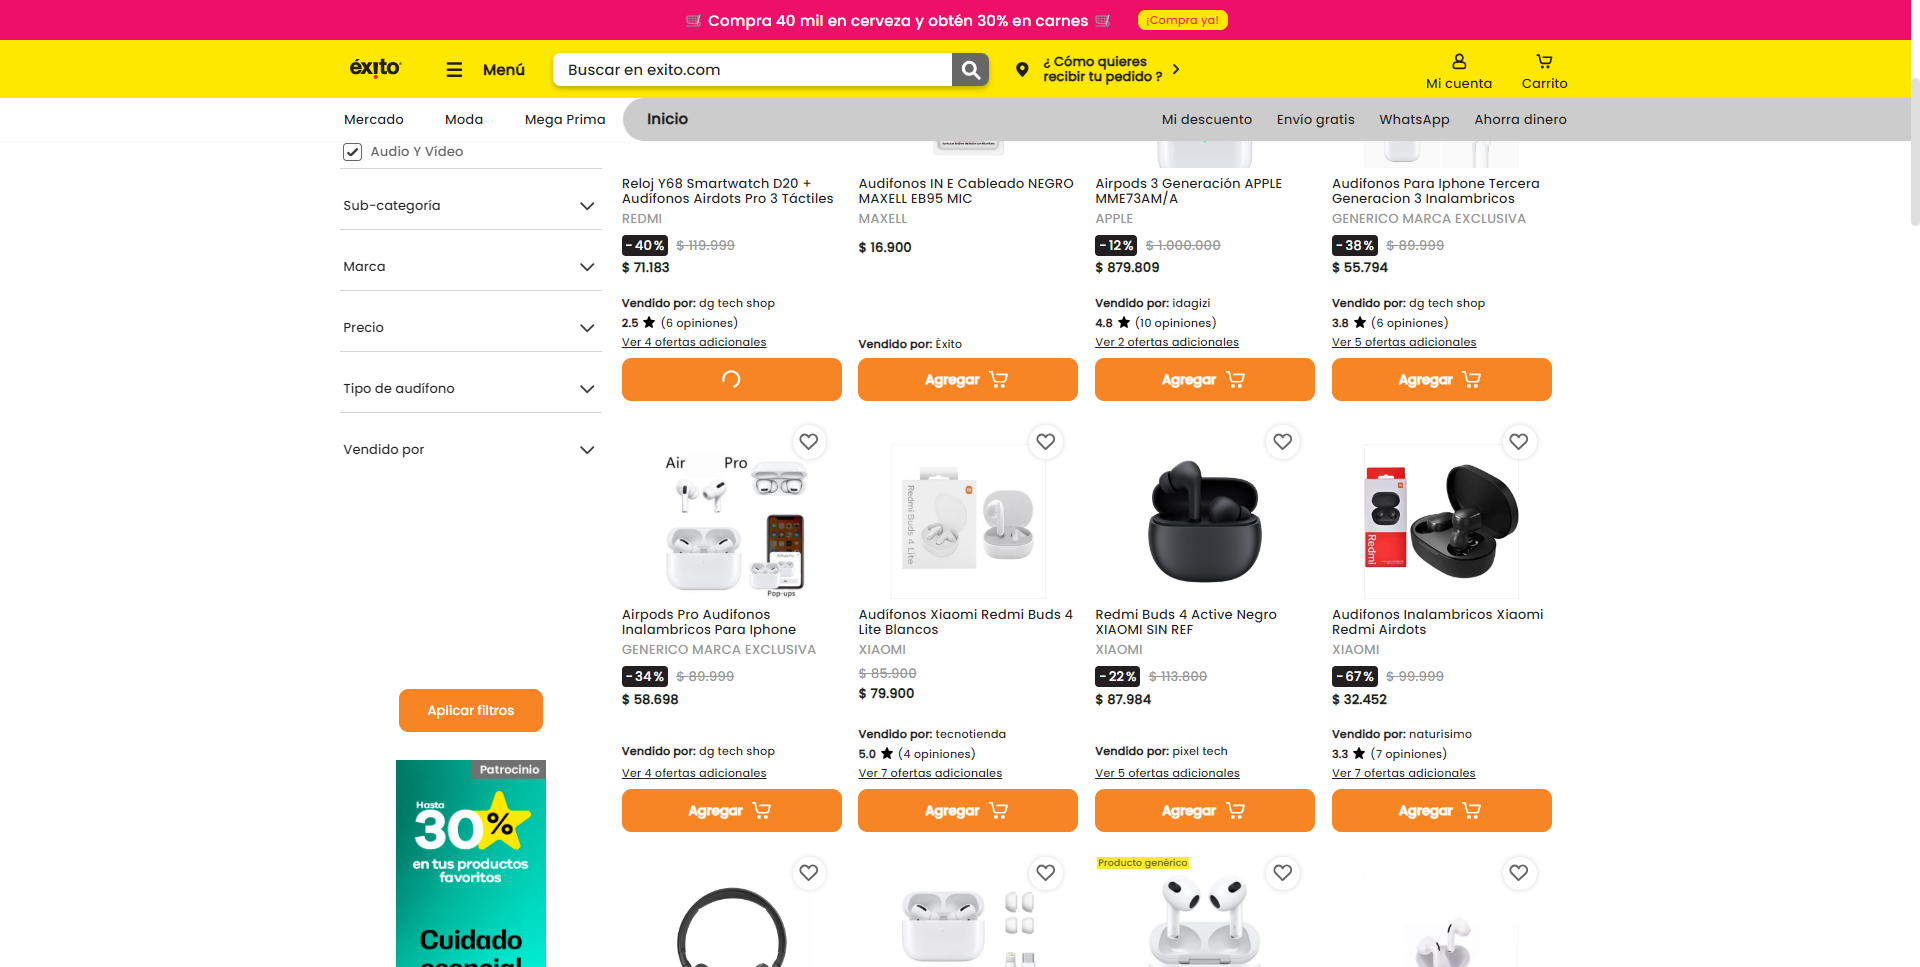 🛒 Compra 40 mil en cerveza y obtén 30% en carnes 🛒 ¡Compra ya!
éxito
Menú
Buscar en exito.com
¿ Cómo quieres
recibir tu pedido ?
Mi cuenta
Carrito
Mercado
Moda
Mega Prima
Inicio
Mi descuento
Envío gratis
WhatsApp
Ahorra dinero
Audio Y Vídeo
Sub-categoría
Marca
Precio
Tipo de audífono
Vendido por
Aplicar filtros
Patrocinio
Hasta
30%
en tus productos
favoritos
Cuidado
esencial
Reloj Y68 Smartwatch D20 +
Audífonos Airdots Pro 3 Táctiles
REDMI
-40% $ 119.999
$ 71.183
Vendido por: dg tech shop
2.5 ★ (6 opiniones)
Ver 4 ofertas adicionales
Audifonos IN E Cableado NEGRO
MAXELL EB95 MIC
MAXELL
$ 16.900
Vendido por: Éxito
Agregar
Airpods 3 Generación APPLE
MME73AM/A
APPLE
-12% $ 1.000.000
$ 879.809
Vendido por: idagizi
4.8 ★ (10 opiniones)
Ver 2 ofertas adicionales
Agregar
Audifonos Para Iphone Tercera
Generacion 3 Inalambricos
GENERICO MARCA EXCLUSIVA
-38% $ 89.999
$ 55.794
Vendido por: dg tech shop
3.8 ★ (6 opiniones)
Ver 5 ofertas adicionales
Agregar
Air Pro
Pop-ups
Airpods Pro Audifonos
Inalambricos Para Iphone
GENERICO MARCA EXCLUSIVA
-34% $ 89.999
$ 58.698
Vendido por: dg tech shop
Ver 4 ofertas adicionales
Agregar
Redmi Buds 4 Lite
Audífonos Xiaomi Redmi Buds 4
Lite Blancos
XIAOMI
$ 85.900
$ 79.900
Vendido por: tecnotienda
5.0 ★ (4 opiniones)
Ver 7 ofertas adicionales
Agregar
Redmi Buds 4 Active Negro
XIAOMI SIN REF
XIAOMI
-22% $ 113.800
$ 87.984
Vendido por: pixel tech
Ver 5 ofertas adicionales
Agregar
Redmi
Audifonos Inalambricos Xiaomi
Redmi Airdots
XIAOMI
-67% $ 99.999
$ 32.452
Vendido por: naturisimo
3.3 ★ (7 opiniones)
Ver 7 ofertas adicionales
Agregar
Producto genérico